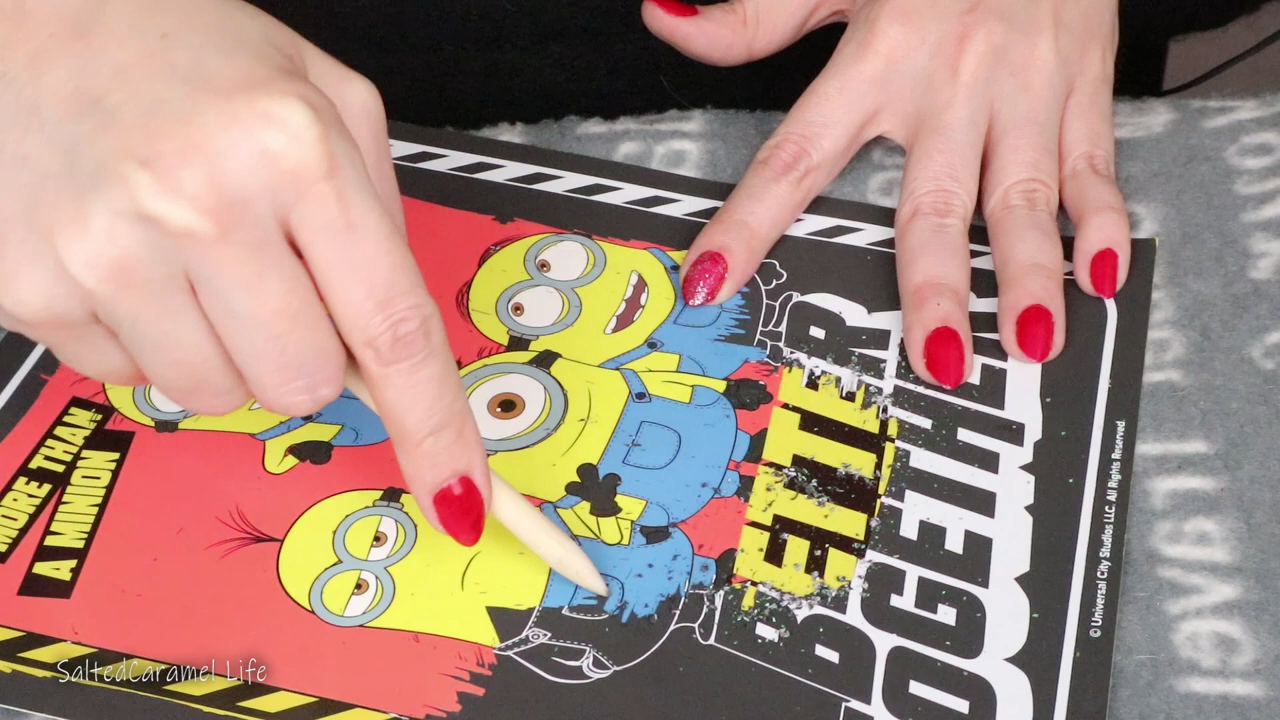 MORE THAN
A MINION
BETTER
TOGETHER
© Universal City Studios LLC. All Rights Reserved.
SaltedCaramel Life